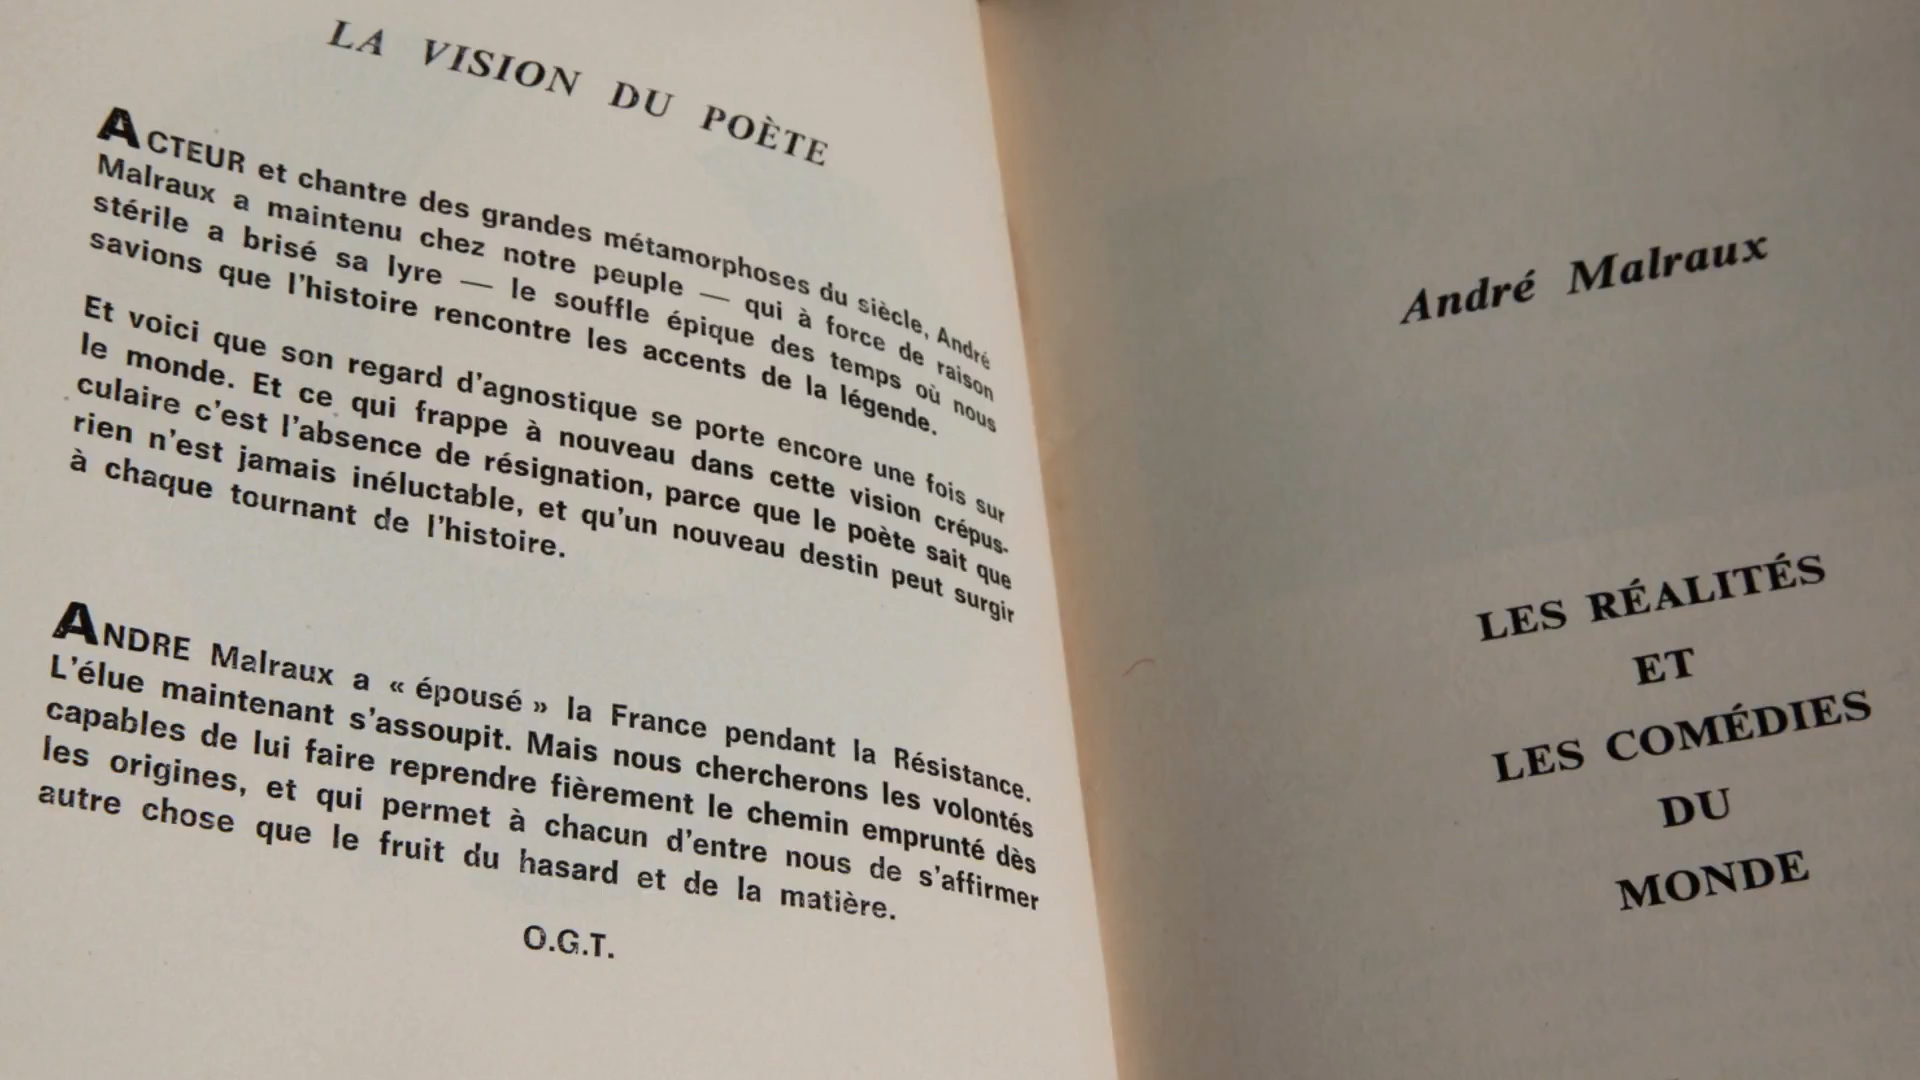 LA VISION DU POÈTE
ACTEUR et chantre des grandes métamorphoses du siècle, André
Malraux a maintenu chez notre peuple — qui à force de raison
stérile a brisé sa lyre — le souffle épique des temps où nous
savions que l'histoire rencontre les accents de la légende.
Et voici que son regard d'agnostique se porte encore une fois sur
le monde. Et ce qui frappe à nouveau dans cette vision crépus-
culaire c'est l'absence de résignation, parce que le poète sait que
rien n'est jamais inéluctable, et qu'un nouveau destin peut surgir
à chaque tournant de l'histoire.
ANDRE Malraux a « épousé » la France pendant la Résistance.
L'élue maintenant s'assoupit. Mais nous chercherons les volontés
capables de lui faire reprendre fièrement le chemin emprunté dès
les origines, et qui permet à chacun d'entre nous de s'affirmer
autre chose que le fruit du hasard et de la matière.
O.G.T.
André Malraux
LES RÉALITÉS
ET
LES COMÉDIES
DU
MONDE